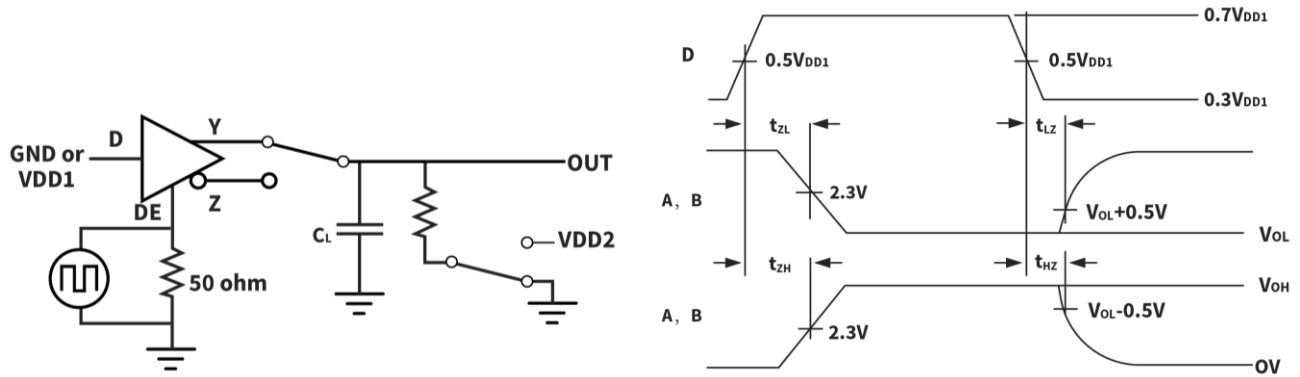 D
Y
GND or
VDD1
OUT
DE
Z
CL
VDD2
50 ohm
0.7VDD1
D
0.5VDD1
0.5VDD1
0.3VDD1
tZL
tLZ
A, B
2.3V
VOL+0.5V
VOL
tZH
tHZ
VOH
A, B
2.3V
VOL-0.5V
OV